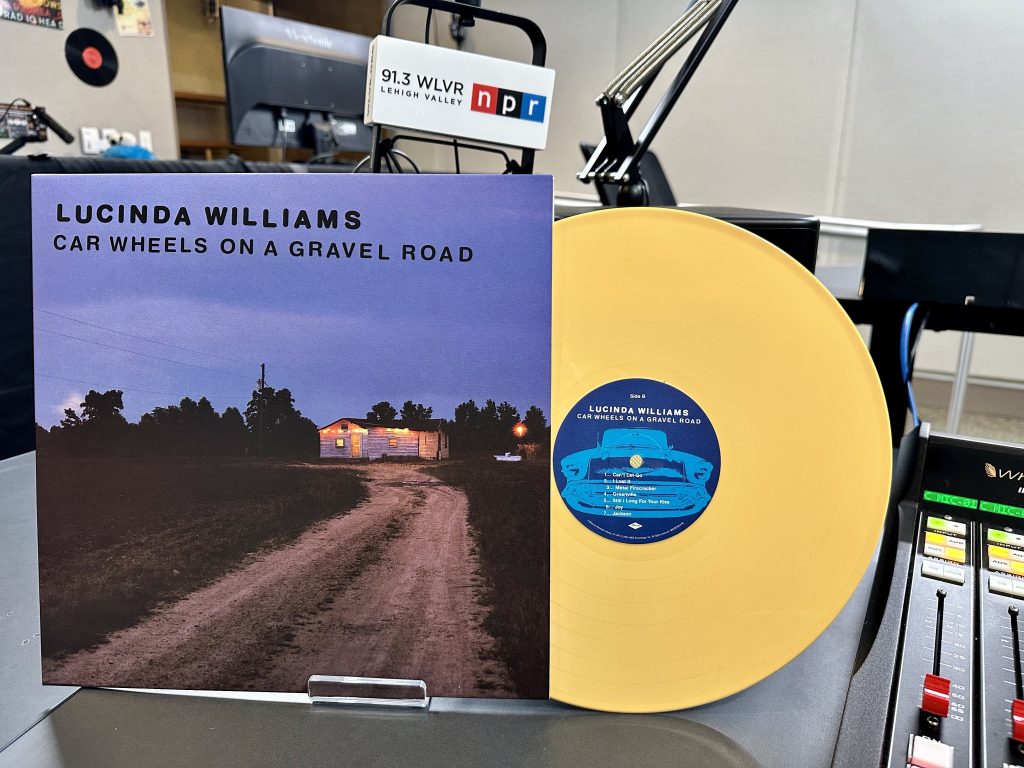 ViewSonic
91.3 WLVR
LEHIGH VALLEY
npr
LUCINDA WILLIAMS
CAR WHEELS ON A GRAVEL ROAD
Side B
LUCINDA WILLIAMS
CAR WHEELS ON A GRAVEL ROAD
1... Can't Let Go
2... I Lost It
3... Metal Firecracker
4... Greenville
5... Still I Long For Your Kiss
6... Joy
7... Jackson